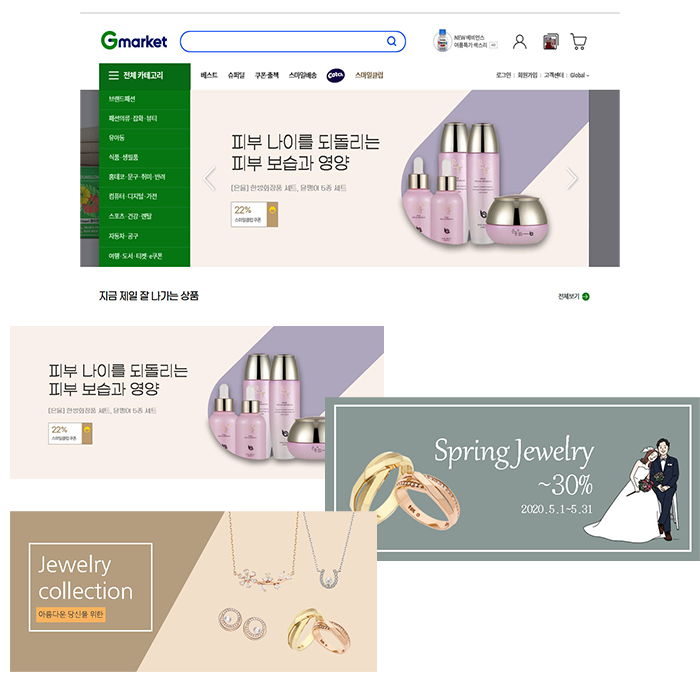 Gmarket
NEW 베비언스
여름특가 베스티 AD
전체 카테고리
베스트 슈퍼딜 쿠폰·출첵 스마일배송 스마일클럽
로그인 회원가입 고객센터 Global
브랜드패션
패션의류·잡화·뷰티
유아동
식품·생필품
홈데코·문구·취미·반려
컴퓨터·디지털·가전
스포츠·건강·렌탈
자동차·공구
여행·도서·티켓·e쿠폰
피부 나이를 되돌리는
피부 보습과 영양
[은율] 한방화장품 세트, 달팽이 5종 세트
22%
스마일클럽 쿠폰
지금 제일 잘 나가는 상품
전체보기
피부 나이를 되돌리는
피부 보습과 영양
[은율] 한방화장품 세트, 달팽이 5종 세트
22%
스마일클럽 쿠폰
Spring Jewelry
~30%
2020.5.1~5.31
Jewelry
collection
아름다운 당신을 위한